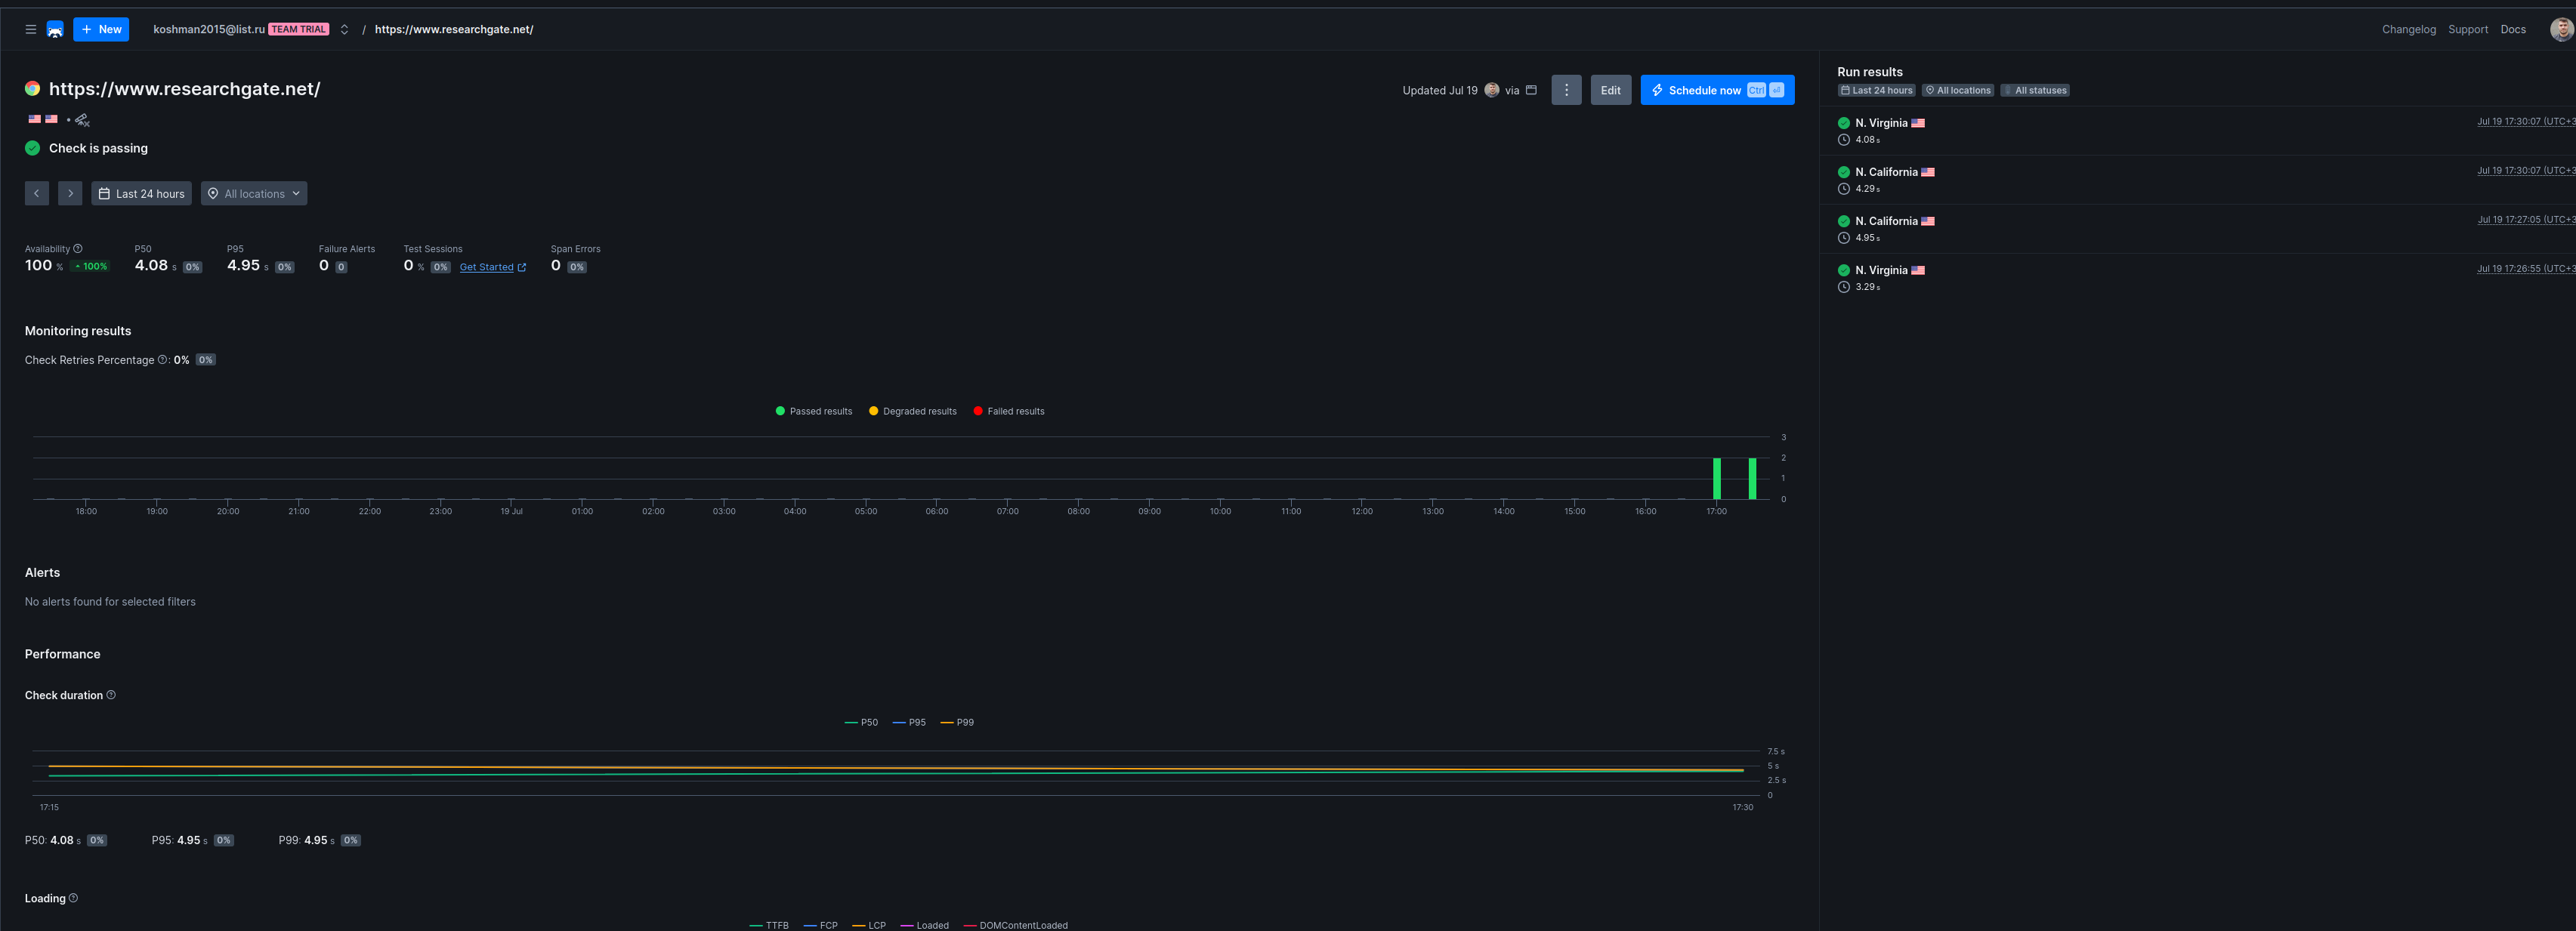 New koshman2015@list.ru TEAM TRIAL / https://www.researchgate.net/ Changelog Support Docs
https://www.researchgate.net/
Updated Jul 19 via Edit Schedule now Ctrl
Check is passing
Last 24 hours All locations
Availability P50 P95 Failure Alerts Test Sessions Span Errors
100 % 100% 4.08 s 0% 4.95 s 0% 0 0 0 % 0% Get Started 0 0%
Monitoring results
Check Retries Percentage : 0% 0%
Passed results Degraded results Failed results
3
2
1
0
18:00 19:00 20:00 21:00 22:00 23:00 19 Jul 01:00 02:00 03:00 04:00 05:00 06:00 07:00 08:00 09:00 10:00 11:00 12:00 13:00 14:00 15:00 16:00 17:00
Alerts
No alerts found for selected filters
Performance
Check duration
P50 P95 P99
7.5 s
5 s
2.5 s
0
17:15 17:30
P50: 4.08 s 0% P95: 4.95 s 0% P99: 4.95 s 0%
Loading
TTFB FCP LCP Loaded DOMContentLoaded
Run results
Last 24 hours All locations All statuses
N. Virginia Jul 19 17:30:07 (UTC+3
4.08 s
N. California Jul 19 17:30:07 (UTC+3
4.29 s
N. California Jul 19 17:27:05 (UTC+3
4.95 s
N. Virginia Jul 19 17:26:55 (UTC+3
3.29 s